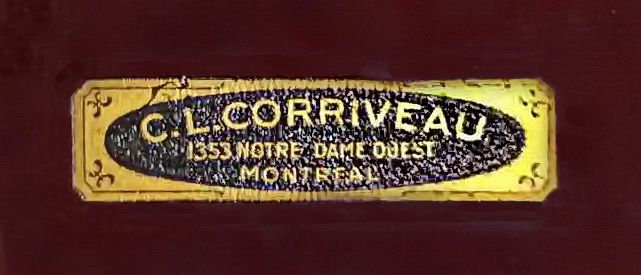 C.L.CORRIVEAU
1353 NOTRE DAME OUEST
MONTREAL